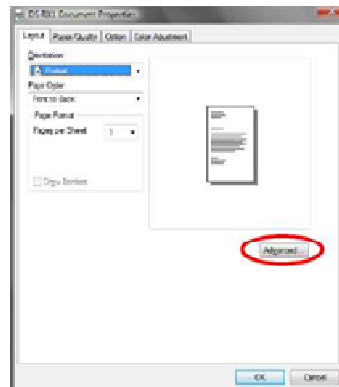 DS-RX1 Document Properties
Layout Paper/Quality Option Color Adjustment
Orientation:
Portrait
Page Order:
Front to Back
Page Format
Pages per Sheet 1
Draw Borders
Advanced...
OK Cancel